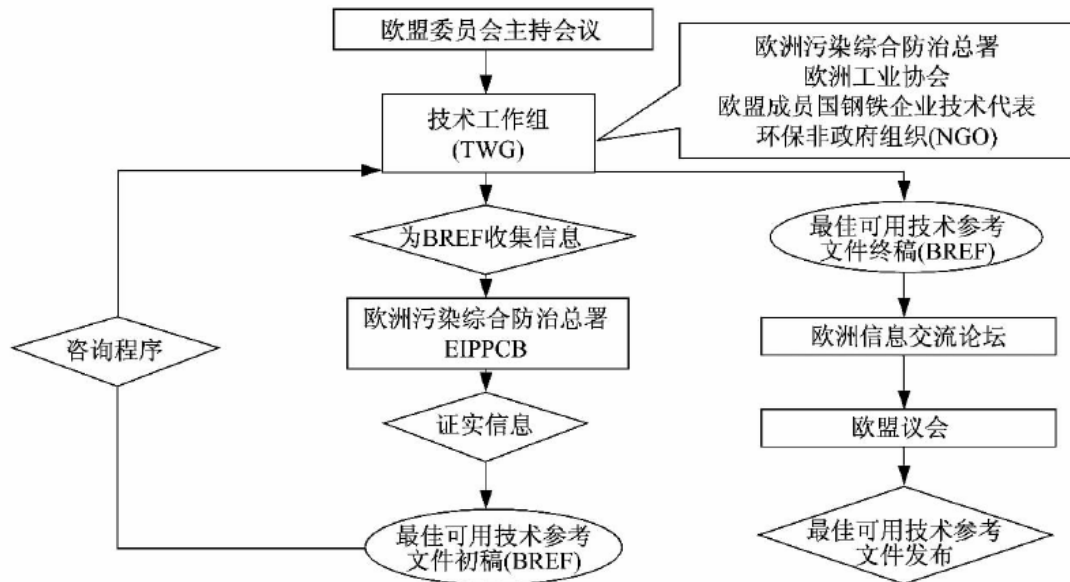 欧盟委员会主持会议
欧洲污染综合防治总署
欧洲工业协会
欧盟成员国钢铁企业技术代表
环保非政府组织(NGO)
技术工作组
(TWG)
为BREF收集信息
欧洲污染综合防治总署
EIPPCB
咨询程序
证实信息
最佳可用技术参考
文件初稿(BREF)
最佳可用技术参考
文件终稿(BREF)
欧洲信息交流论坛
欧盟议会
最佳可用技术参考
文件发布